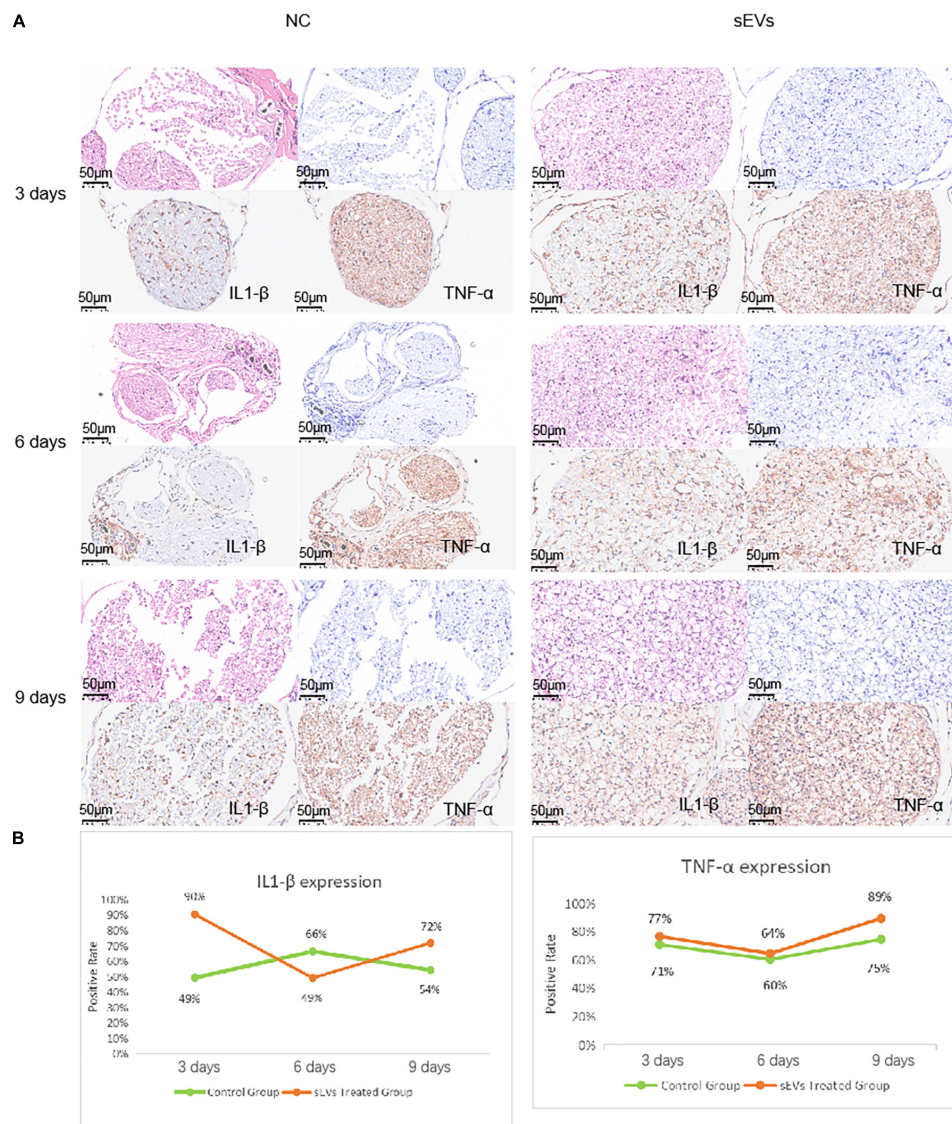 A
NC
sEVs
3 days
50μm
50μm
50μm
50μm
50μm
IL1-β
50μm
TNF-α
50μm
IL1-β
50μm
TNF-α
6 days
50μm
50μm
50μm
50μm
50μm
IL1-β
50μm
TNF-α
50μm
IL1-β
50μm
TNF-α
9 days
50μm
50μm
50μm
50μm
50μm
IL1-β
50μm
TNF-α
50μm
IL1-β
50μm
TNF-α
B
IL1-β expression
Positive Rate
100%
90%
80%
70%
60%
50%
40%
30%
20%
10%
0%
90%
66%
72%
49%
49%
54%
3 days
6 days
9 days
Control Group
sEVs Treated Group
TNF-α expression
Positive Rate
100%
80%
60%
40%
20%
0%
77%
64%
89%
71%
60%
75%
3 days
6 days
9 days
Control Group
sEVs Treated Group